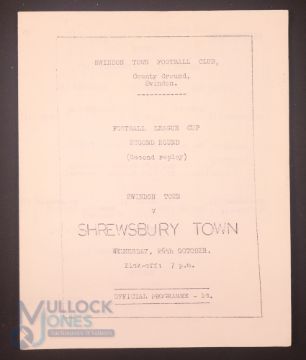 SWINDON TOWN FOOTBALL CLUB,
County Ground,
Swindon.
FOOTBALL LEAGUE CUP
SECOND ROUND
(Second replay)
SWINDON TOWN
v
SHREWSBURY TOWN
WEDNESDAY, 26th OCTOBER.
Kick-off: 7 p.m.
OFFICIAL PROGRAMME - 1d.
MULLOCK
JONES